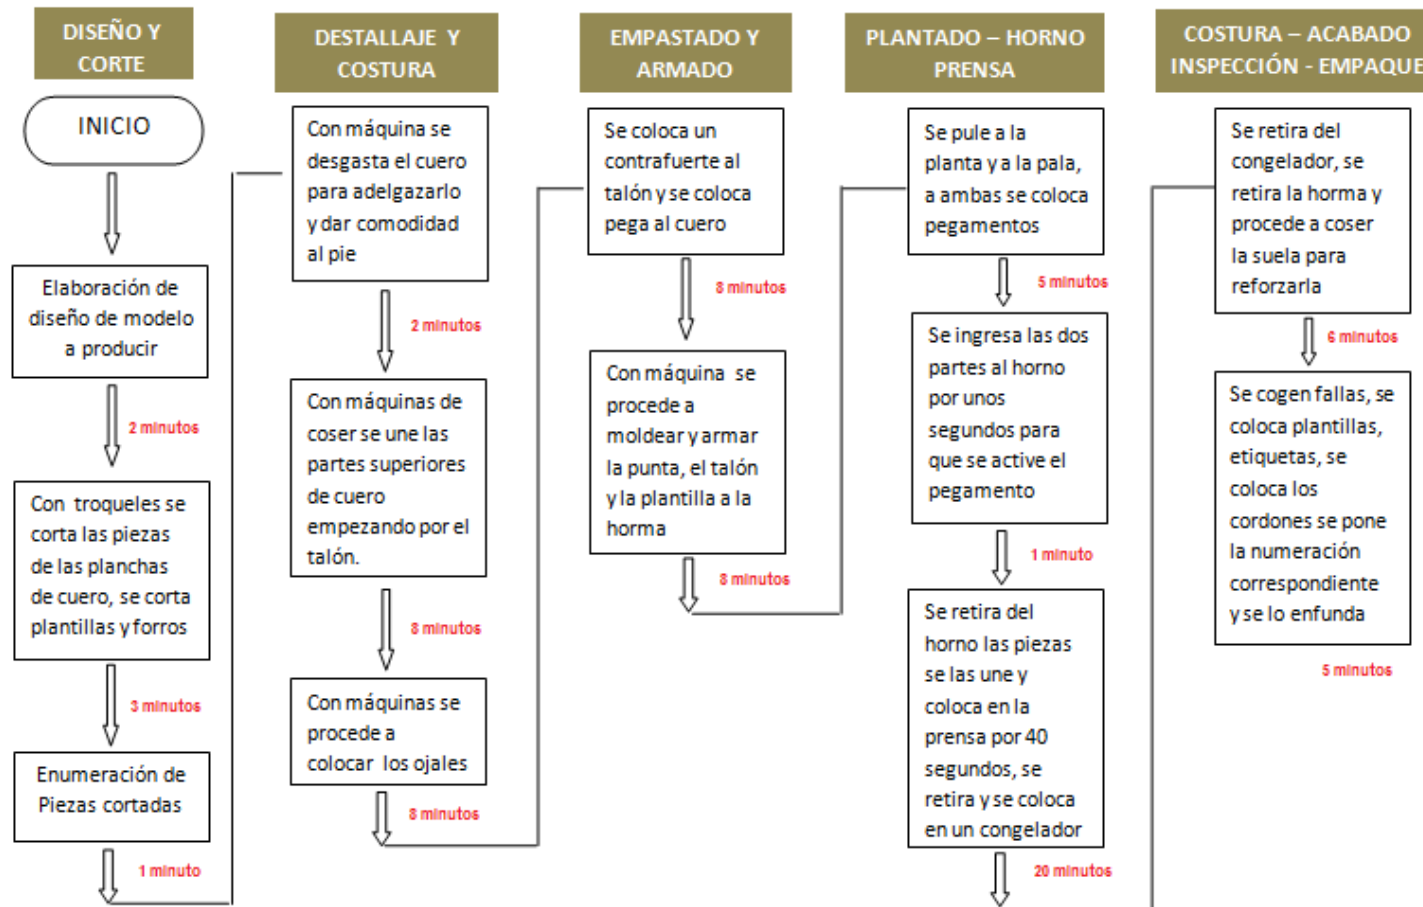 DISEÑO Y
CORTE
INICIO
Elaboración de
diseño de modelo
a producir
2 minutos
Con troqueles se
corta las piezas
de las planchas
de cuero, se corta
plantillas y forros
3 minutos
Enumeración de
Piezas cortadas
1 minuto
DESTALLAJE Y
COSTURA
Con máquina se
desgasta el cuero
para adelgazarlo
y dar comodidad
al pie
2 minutos
Con máquinas de
coser se une las
partes superiores
de cuero
empezando por el
talón.
8 minutos
Con máquinas se
procede a
colocar los ojales
8 minutos
EMPASTADO Y
ARMADO
Se coloca un
contrafuerte al
talón y se coloca
pega al cuero
8 minutos
Con máquina se
procede a
moldear y armar
la punta, el talón
y la plantilla a la
horma
8 minutos
PLANTADO – HORNO
PRENSA
Se pule a la
planta y a la pala,
a ambas se coloca
pegamentos
5 minutos
Se ingresa las dos
partes al horno
por unos
segundos para
que se active el
pegamento
1 minuto
Se retira del
horno las piezas
se las une y
coloca en la
prensa por 40
segundos, se
retira y se coloca
en un congelador
20 minutos
COSTURA – ACABADO
INSPECCIÓN - EMPAQUE
Se retira del
congelador, se
retira la horma y
procede a coser
la suela para
reforzarla
6 minutos
Se cogen fallas, se
coloca plantillas,
etiquetas, se
coloca los
cordones se pone
la numeración
correspondiente
y se lo enfunda
5 minutos